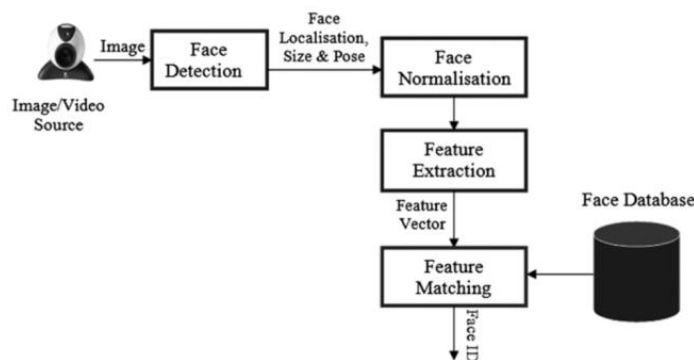 Image
Face
Detection
Face
Localisation,
Size & Pose
Face
Normalisation
Image/Video
Source
Feature
Extraction
Feature
Vector
Face Database
Feature
Matching
Face ID